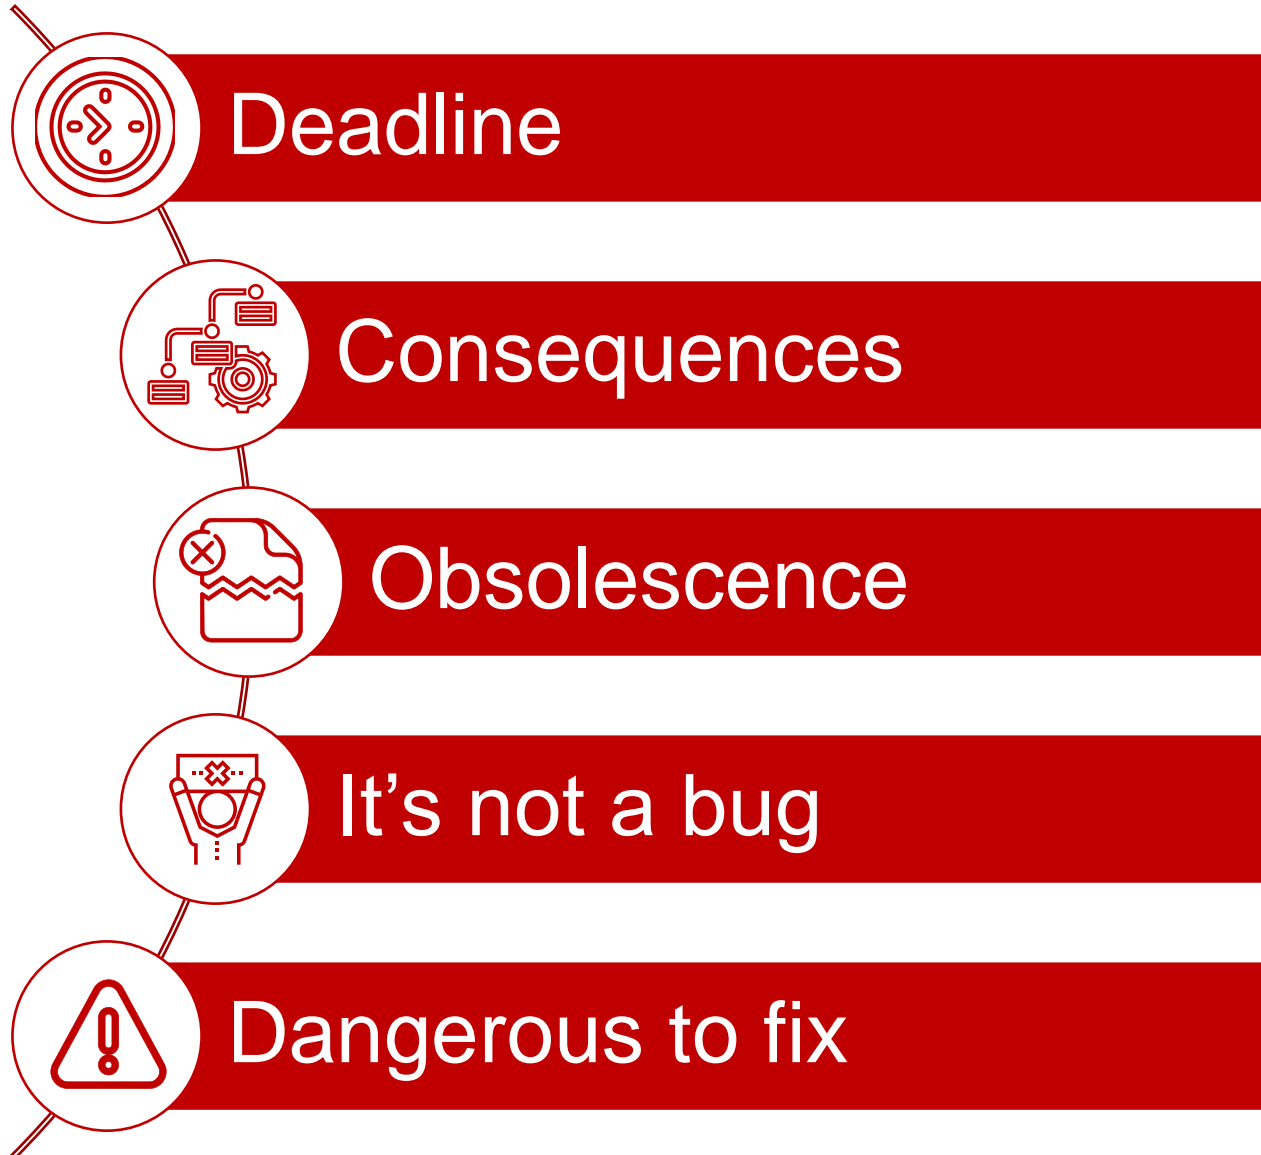 Deadline
Consequences
Obsolescence
It’s not a bug
Dangerous to fix